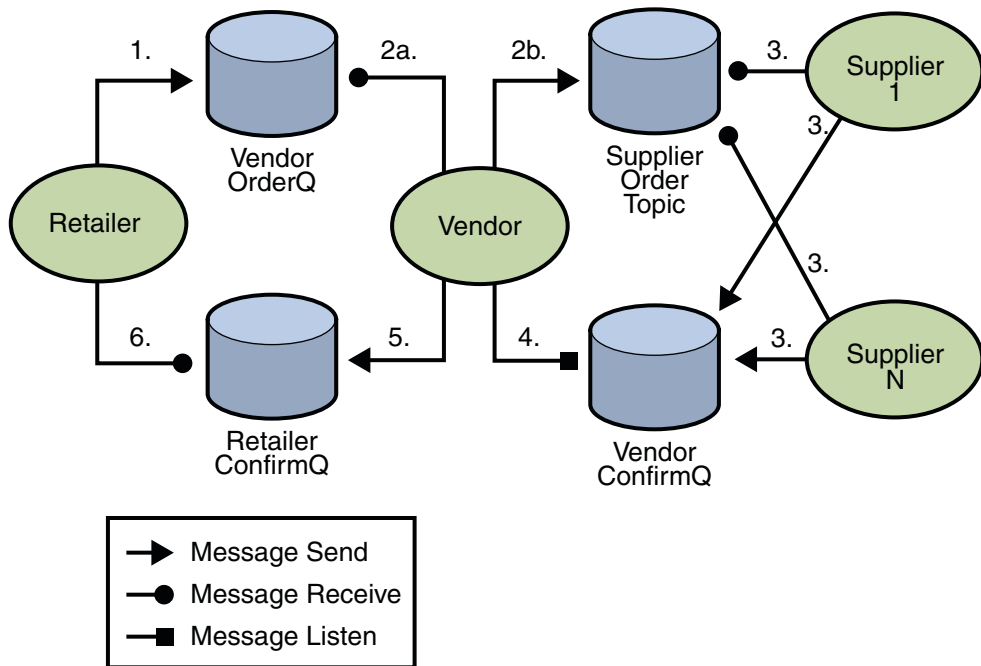 1.
2a.
2b.
3.
Supplier
1
3.
Vendor
OrderQ
Supplier
Order
Topic
Retailer
Vendor
3.
6.
5.
4.
3.
Supplier
N
Retailer
ConfirmQ
Vendor
ConfirmQ
Message Send
Message Receive
Message Listen